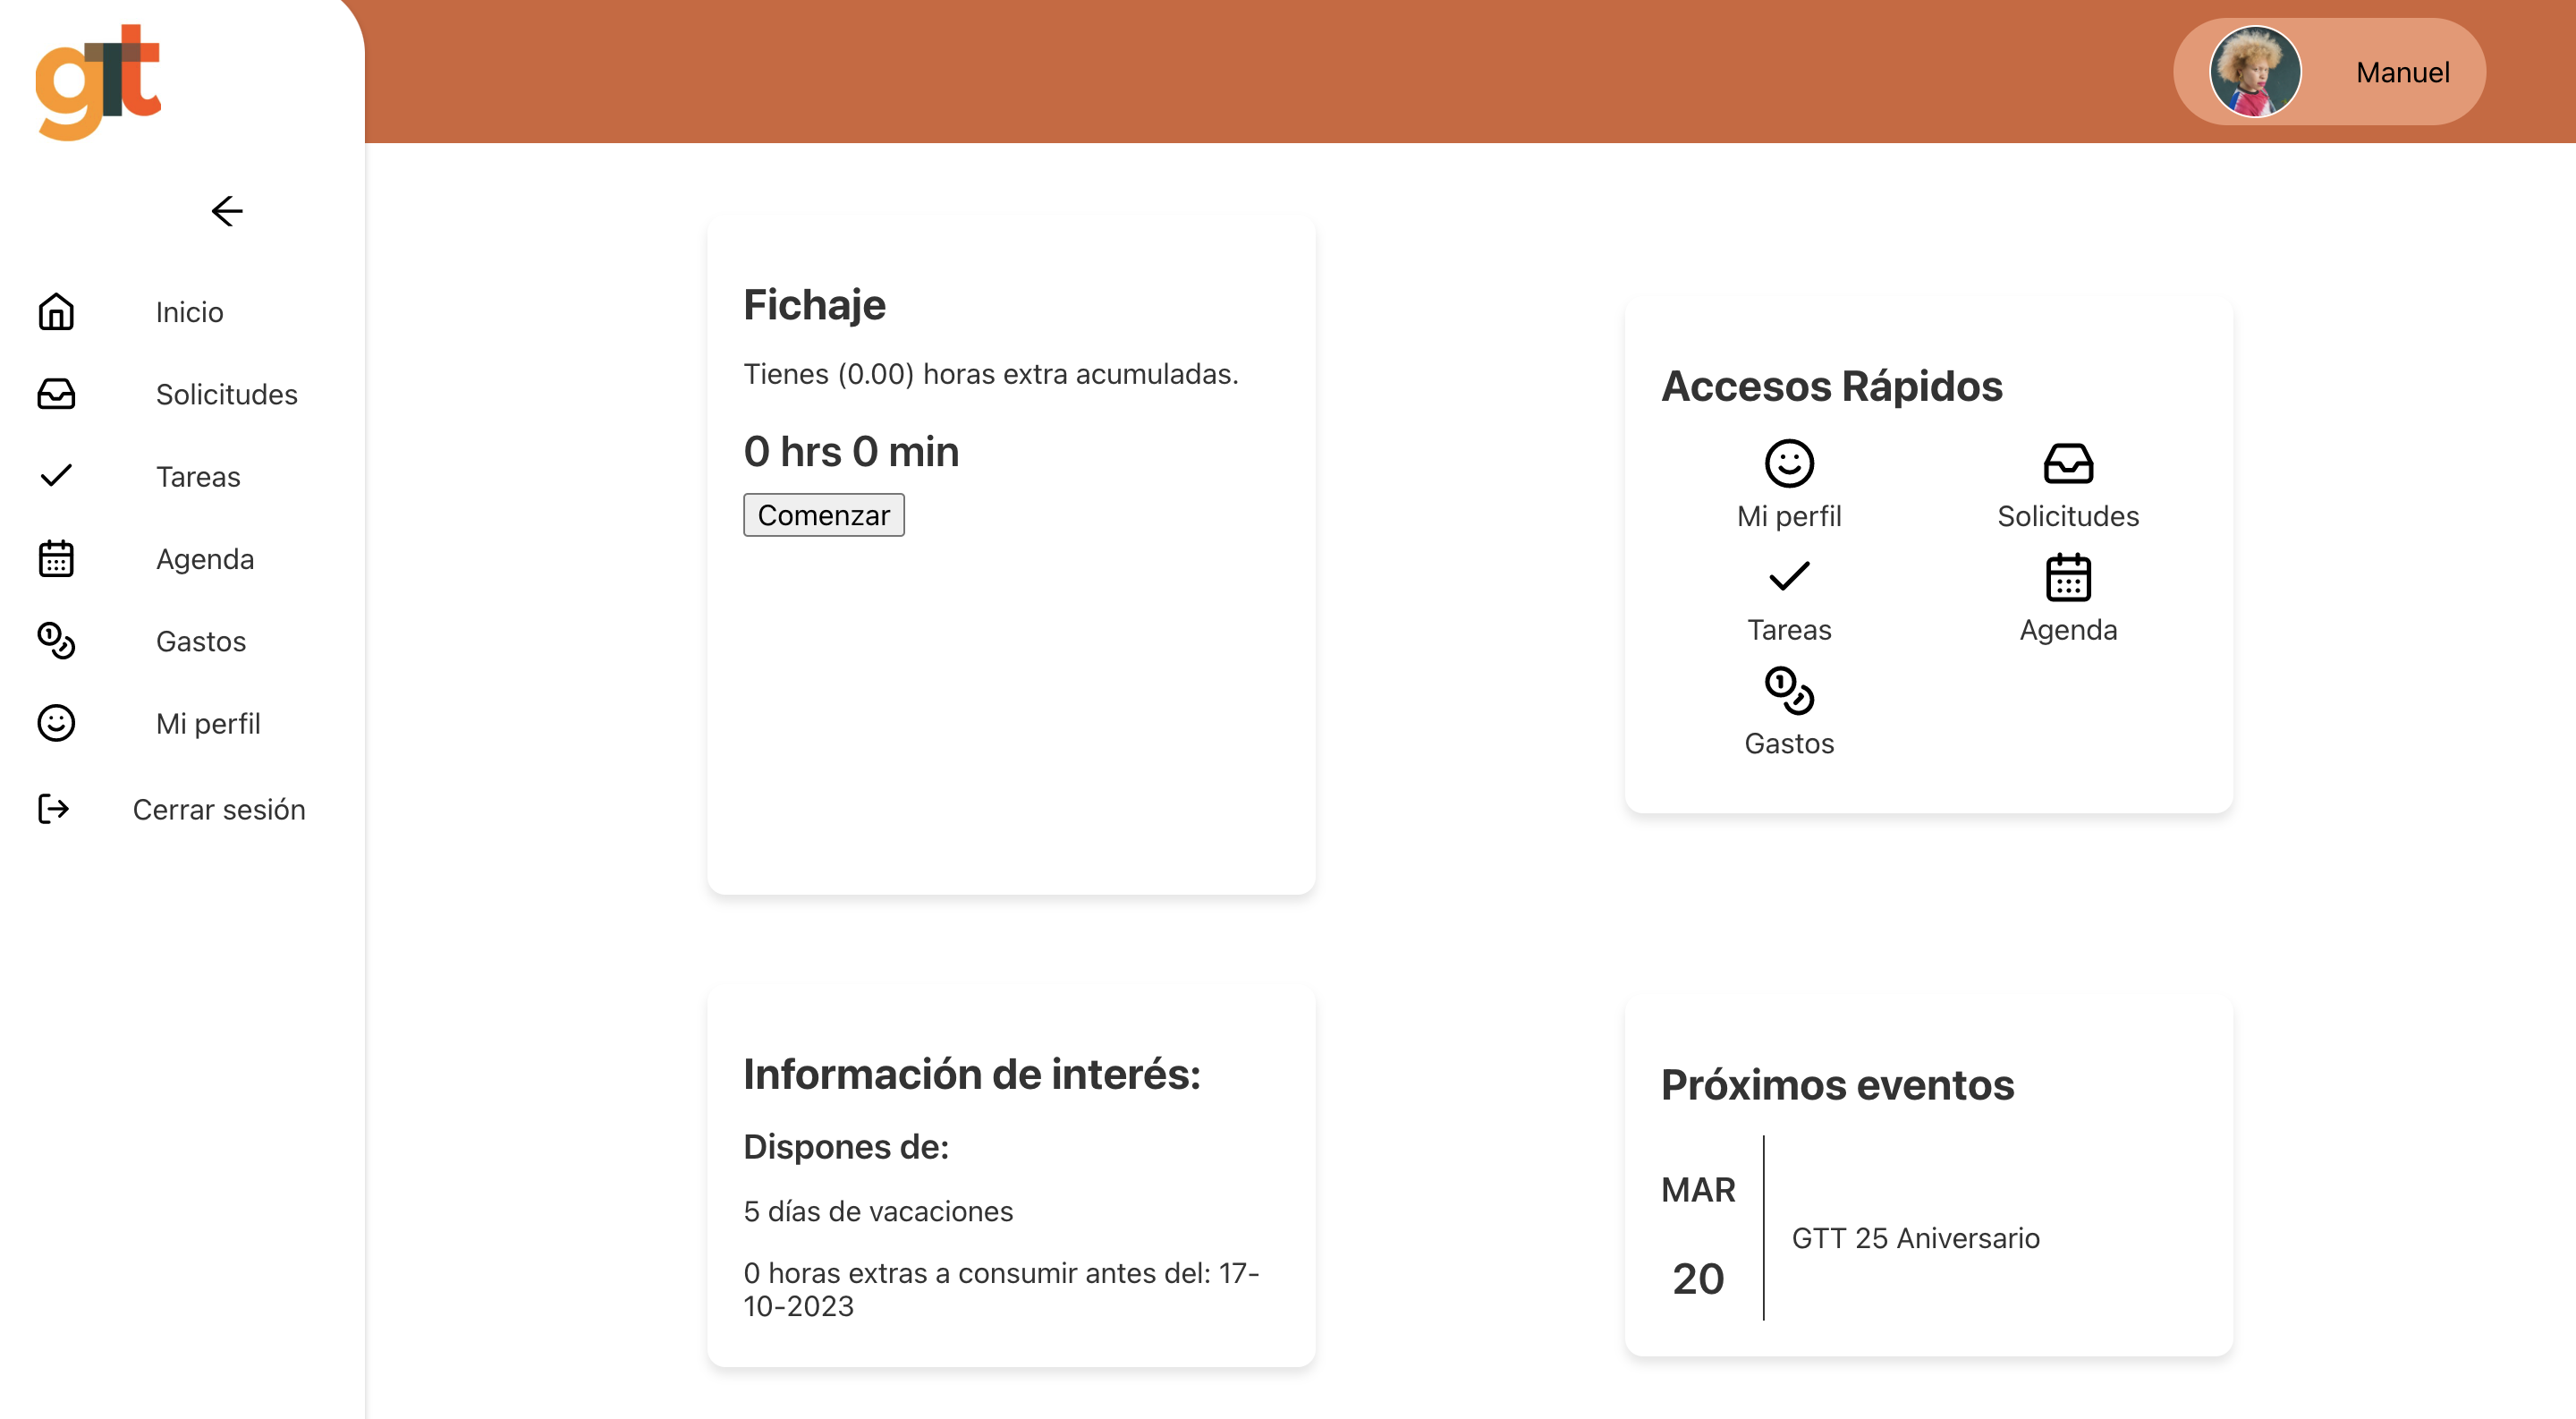 gtt
Manuel
Inicio
Solicitudes
Tareas
Agenda
Gastos
Mi perfil
Cerrar sesión
Fichaje
Tienes (0.00) horas extra acumuladas.
0 hrs 0 min
Comenzar
Accesos Rápidos
Mi perfil
Solicitudes
Tareas
Agenda
Gastos
Información de interés:
Dispones de:
5 días de vacaciones
0 horas extras a consumir antes del: 17-
10-2023
Próximos eventos
MAR
20
GTT 25 Aniversario